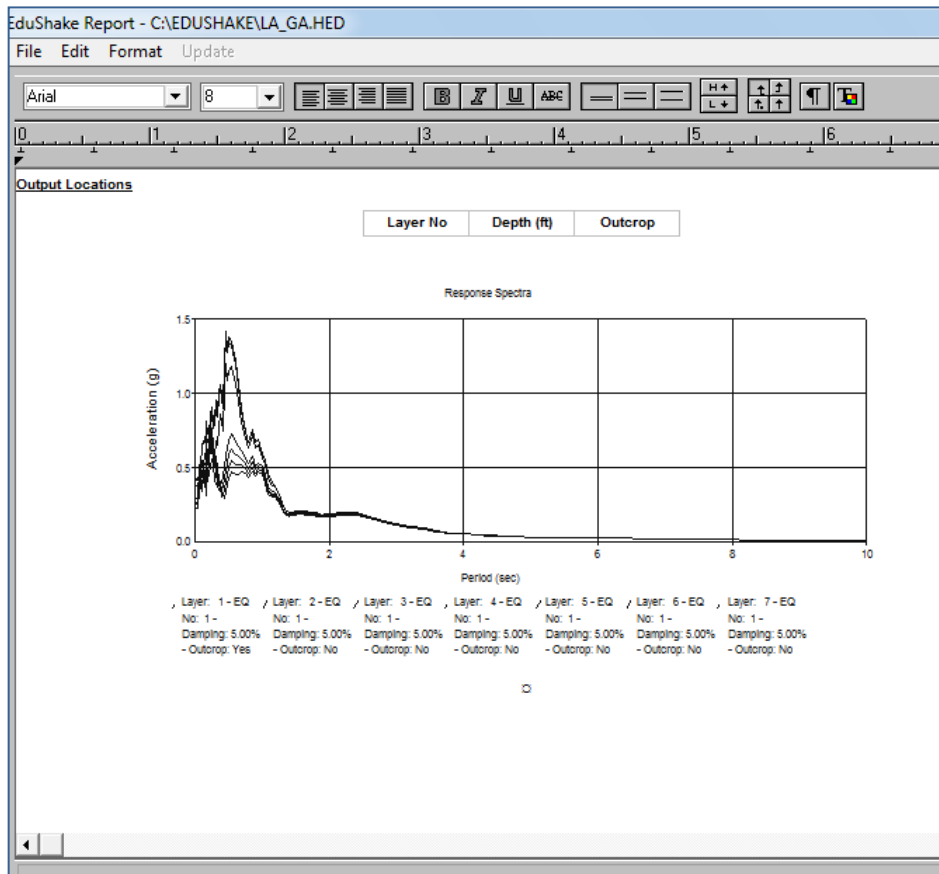 EduShake Report - C:\EDUSHAKE\LA_GA.HED
File Edit Format Update
Arial 8 B I U ABC H L ¶ T
0 1 2 3 4 5 6
Output Locations
Layer No Depth (ft) Outcrop
Response Spectra
1.5
1.0
0.5
0.0
Acceleration (g)
0 2 4 6 8 10
Period (sec)
Layer: 1 - EQ Layer: 2 - EQ Layer: 3 - EQ Layer: 4 - EQ Layer: 5 - EQ Layer: 6 - EQ Layer: 7 - EQ
No: 1 - No: 1 - No: 1 - No: 1 - No: 1 - No: 1 - No: 1 -
Damping: 5.00% Damping: 5.00% Damping: 5.00% Damping: 5.00% Damping: 5.00% Damping: 5.00% Damping: 5.00%
- Outcrop: Yes - Outcrop: No - Outcrop: No - Outcrop: No - Outcrop: No - Outcrop: No - Outcrop: No